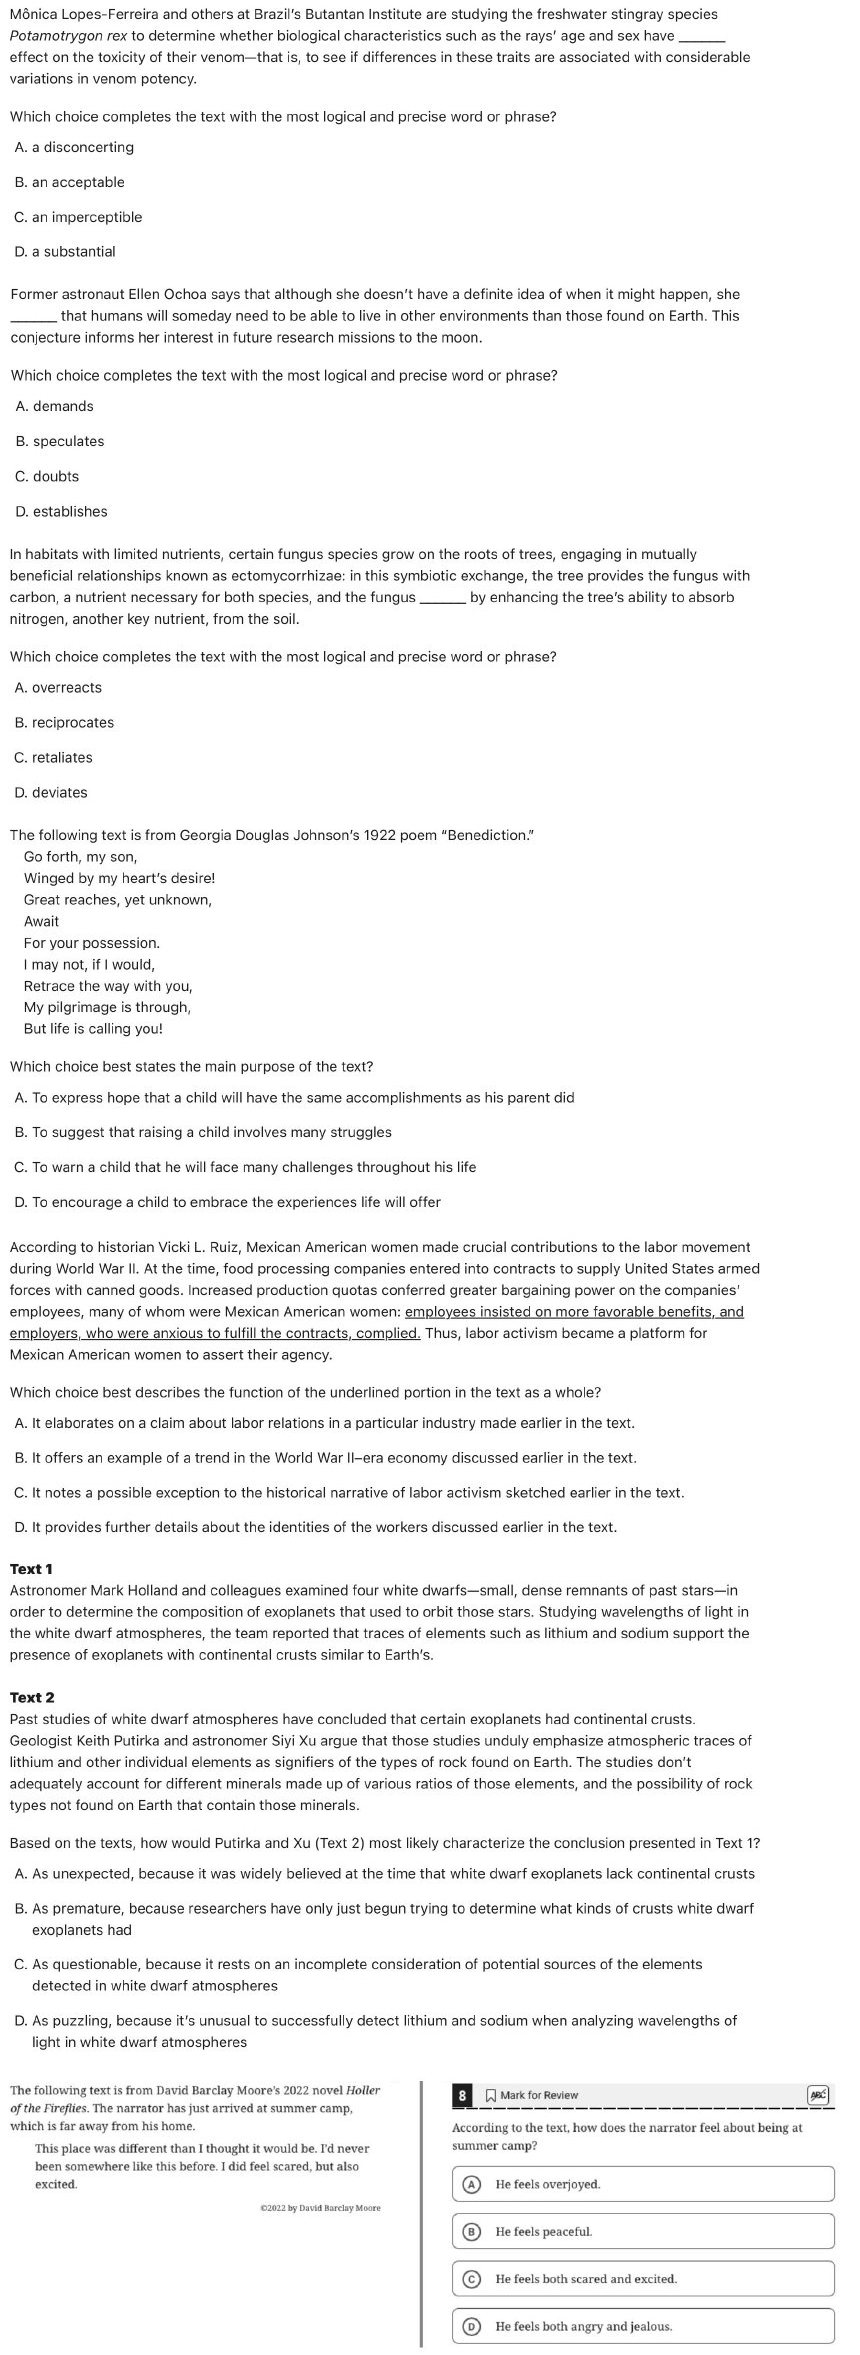 Mônica Lopes-Ferreira and others at Brazil's Butantan Institute are studying the freshwater stingray species
Potamotrygon rex to determine whether biological characteristics such as the rays' age and sex have ______
effect on the toxicity of their venom—that is, to see if differences in these traits are associated with considerable
variations in venom potency.
Which choice completes the text with the most logical and precise word or phrase?
A. a disconcerting
B. an acceptable
C. an imperceptible
D. a substantial
Former astronaut Ellen Ochoa says that although she doesn't have a definite idea of when it might happen, she
______ that humans will someday need to be able to live in other environments than those found on Earth. This
conjecture informs her interest in future research missions to the moon.
Which choice completes the text with the most logical and precise word or phrase?
A. demands
B. speculates
C. doubts
D. establishes
In habitats with limited nutrients, certain fungus species grow on the roots of trees, engaging in mutually
beneficial relationships known as ectomycorrhizae: in this symbiotic exchange, the tree provides the fungus with
carbon, a nutrient necessary for both species, and the fungus ______ by enhancing the tree's ability to absorb
nitrogen, another key nutrient, from the soil.
Which choice completes the text with the most logical and precise word or phrase?
A. overreacts
B. reciprocates
C. retaliates
D. deviates
The following text is from Georgia Douglas Johnson's 1922 poem "Benediction."
Go forth, my son,
Winged by my heart's desire!
Great reaches, yet unknown,
Await
For your possession.
I may not, if I would,
Retrace the way with you,
My pilgrimage is through,
But life is calling you!
Which choice best states the main purpose of the text?
A. To express hope that a child will have the same accomplishments as his parent did
B. To suggest that raising a child involves many struggles
C. To warn a child that he will face many challenges throughout his life
D. To encourage a child to embrace the experiences life will offer
According to historian Vicki L. Ruiz, Mexican American women made crucial contributions to the labor movement
during World War II. At the time, food processing companies entered into contracts to supply United States armed
forces with canned goods. Increased production quotas conferred greater bargaining power on the companies'
employees, many of whom were Mexican American women: employees insisted on more favorable benefits, and
employers, who were anxious to fulfill the contracts, complied. Thus, labor activism became a platform for
Mexican American women to assert their agency.
Which choice best describes the function of the underlined portion in the text as a whole?
A. It elaborates on a claim about labor relations in a particular industry made earlier in the text.
B. It offers an example of a trend in the World War II–era economy discussed earlier in the text.
C. It notes a possible exception to the historical narrative of labor activism sketched earlier in the text.
D. It provides further details about the identities of the workers discussed earlier in the text.
Text 1
Astronomer Mark Holland and colleagues examined four white dwarfs—small, dense remnants of past stars—in
order to determine the composition of exoplanets that used to orbit those stars. Studying wavelengths of light in
the white dwarf atmospheres, the team reported that traces of elements such as lithium and sodium support the
presence of exoplanets with continental crusts similar to Earth's.
Text 2
Past studies of white dwarf atmospheres have concluded that certain exoplanets had continental crusts.
Geologist Keith Putirka and astronomer Siyi Xu argue that those studies unduly emphasize atmospheric traces of
lithium and other individual elements as signifiers of the types of rock found on Earth. The studies don't
adequately account for different minerals made up of various ratios of those elements, and the possibility of rock
types not found on Earth that contain those minerals.
Based on the texts, how would Putirka and Xu (Text 2) most likely characterize the conclusion presented in Text 1?
A. As unexpected, because it was widely believed at the time that white dwarf exoplanets lack continental crusts
B. As premature, because researchers have only just begun trying to determine what kinds of crusts white dwarf
exoplanets had
C. As questionable, because it rests on an incomplete consideration of potential sources of the elements
detected in white dwarf atmospheres
D. As puzzling, because it's unusual to successfully detect lithium and sodium when analyzing wavelengths of
light in white dwarf atmospheres
The following text is from David Barclay Moore's 2022 novel Holler
of the Fireflies. The narrator has just arrived at summer camp,
which is far away from his home.
This place was different than I thought it would be. I'd never
been somewhere like this before. I did feel scared, but also
excited.
©2022 by David Barclay Moore
8 Mark for Review ABC
According to the text, how does the narrator feel about being at
summer camp?
A He feels overjoyed.
B He feels peaceful.
C He feels both scared and excited.
D He feels both angry and jealous.